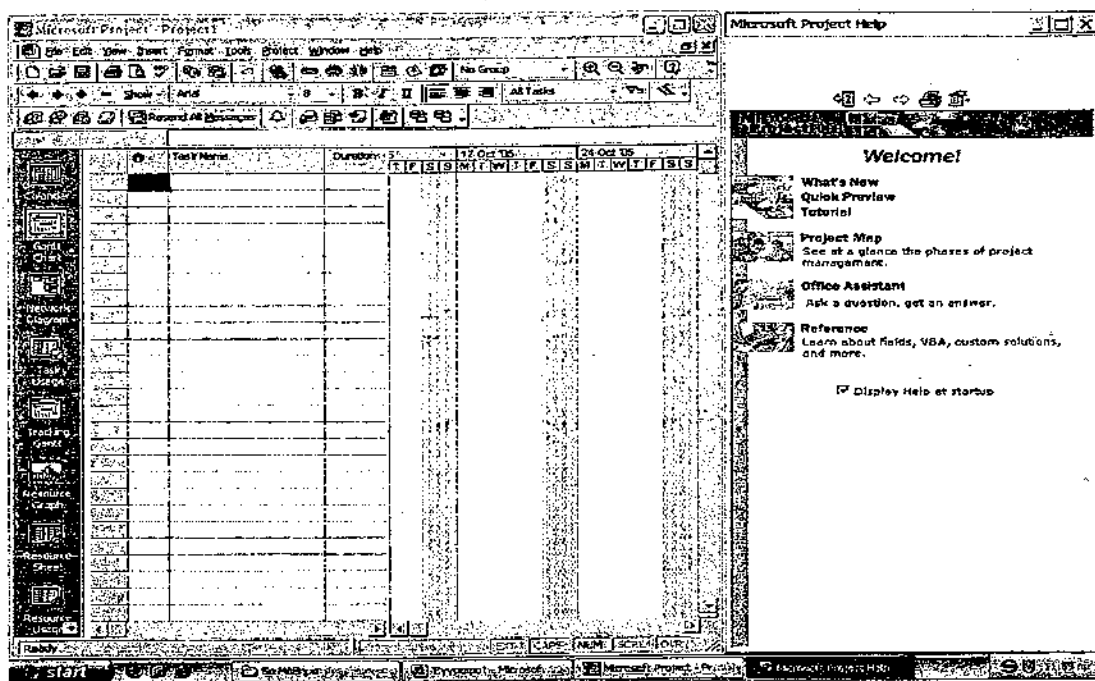 Microsoft Project - Project1
File Edit View Insert Format Tools Project Window Help
No Group
Show Arial 8 All Tasks
Resend All Messages
Task Name Duration 17 Oct '05 24 Oct '05
T F S S M T W T F S S M T W T F S S
Gantt
Network
Diagram
Task
Usage
Tracking
Gantt
Resource
Graph
Resource
Sheet
Resource
Usage
Ready EXT CAPS NUM SCRL OVR
Microsoft Project Help
Welcome!
What's New
Quick Preview
Tutorial
Project Map
See at a glance the phases of project
management.
Office Assistant
Ask a question, get an answer.
Reference
Learn about fields, VBA, custom solutions,
and more.
Display Help at startup
start Microsoft Project - Microsoft Project Help